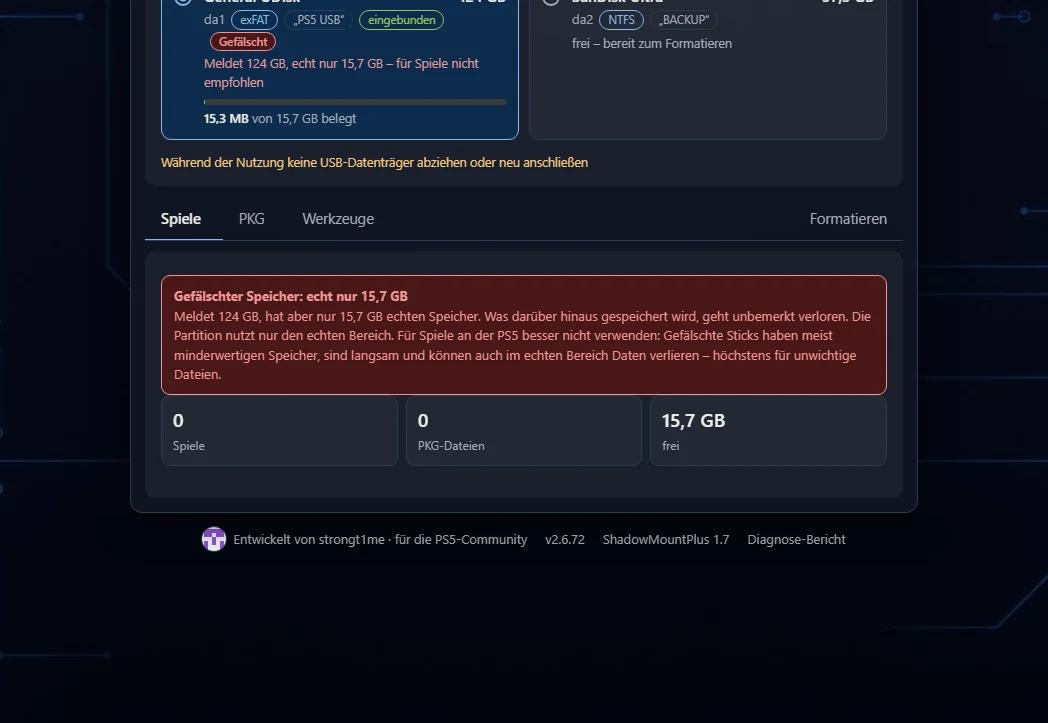 General UDisk 124 GB
da1 exFAT „PS5 USB“ eingebunden
Gefälscht
Meldet 124 GB, echt nur 15,7 GB – für Spiele nicht
empfohlen
15,3 MB von 15,7 GB belegt
SanDisk Ultra
da2 NTFS „BACKUP“
frei – bereit zum Formatieren
Während der Nutzung keine USB-Datenträger abziehen oder neu anschließen
Spiele PKG Werkzeuge Formatieren
Gefälschter Speicher: echt nur 15,7 GB
Meldet 124 GB, hat aber nur 15,7 GB echten Speicher. Was darüber hinaus gespeichert wird, geht unbemerkt verloren. Die
Partition nutzt nur den echten Bereich. Für Spiele an der PS5 besser nicht verwenden: Gefälschte Sticks haben meist
minderwertigen Speicher, sind langsam und können auch im echten Bereich Daten verlieren – höchstens für unwichtige
Dateien.
0
Spiele
0
PKG-Dateien
15,7 GB
frei
Entwickelt von strongt1me · für die PS5-Community v2.6.72 ShadowMountPlus 1.7 Diagnose-Bericht